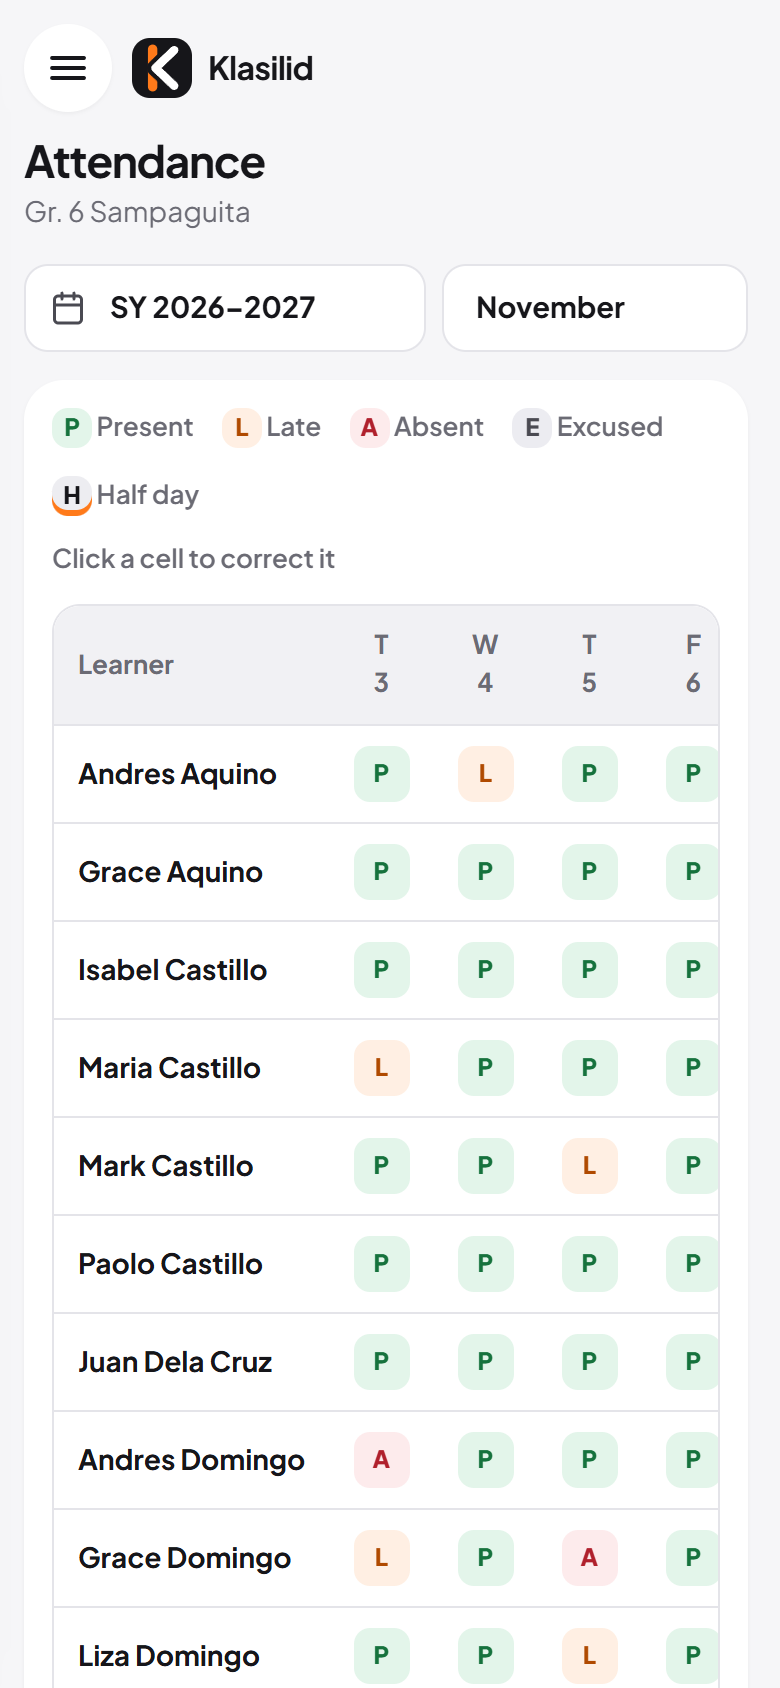 Klasilid
Attendance
Gr. 6 Sampaguita
SY 2026–2027 November
P Present L Late A Absent E Excused
H Half day
Click a cell to correct it
Learner T 3 W 4 T 5 F 6
Andres Aquino P L P P
Grace Aquino P P P P
Isabel Castillo P P P P
Maria Castillo L P P P
Mark Castillo P P L P
Paolo Castillo P P P P
Juan Dela Cruz P P P P
Andres Domingo A P P P
Grace Domingo L P A P
Liza Domingo P P L P